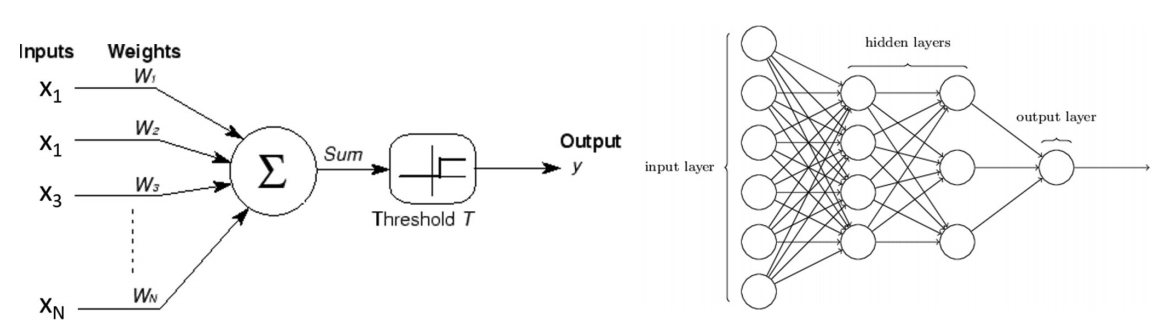 Inputs Weights
X1 W1
X1 W2
X3 W3
XN WN
Σ
Sum
Threshold T
Output
y
hidden layers
output layer
input layer